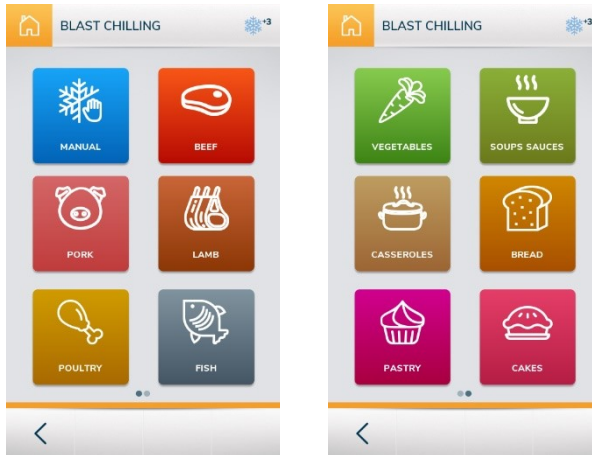 BLAST CHILLING
+3
MANUAL
BEEF
PORK
LAMB
POULTRY
FISH
BLAST CHILLING
+3
VEGETABLES
SOUPS SAUCES
CASSEROLES
BREAD
PASTRY
CAKES